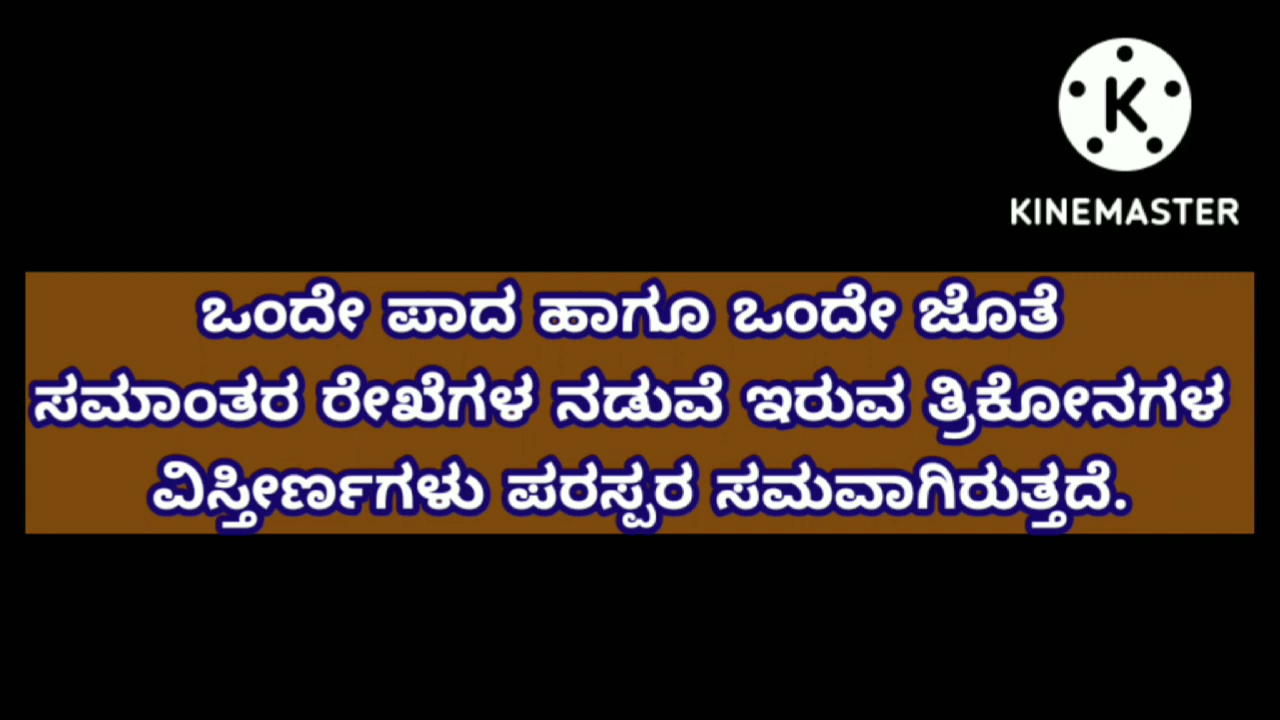 KINEMASTER
ಒಂದೇ ಪಾದ ಹಾಗೂ ಒಂದೇ ಜೊತೆ
ಸಮಾಂತರ ರೇಖೆಗಳ ನಡುವೆ ಇರುವ ತ್ರಿಕೋನಗಳ
ವಿಸ್ತೀರ್ಣಗಳು ಪರಸ್ಪರ ಸಮವಾಗಿರುತ್ತದೆ.